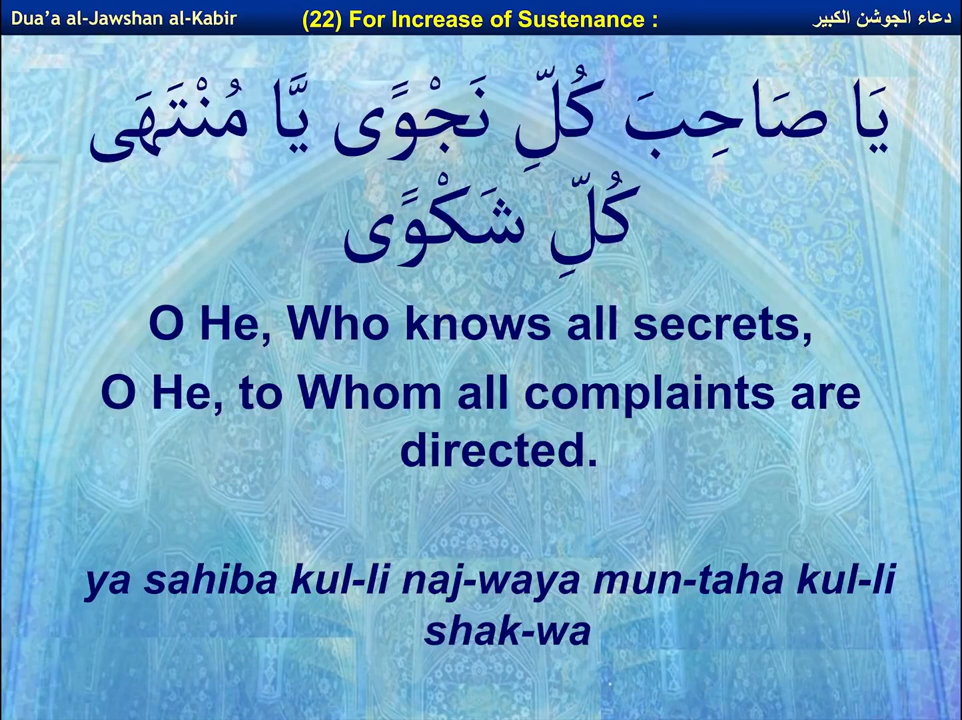 Dua'a al-Jawshan al-Kabir (22) For Increase of Sustenance : دعاء الجوشن الكبير
يَا صَاحِبَ كُلِّ نَجْوًى يَّا مُنْتَهَى
كُلِّ شَكْوًى
O He, Who knows all secrets,
O He, to Whom all complaints are
directed.
ya sahiba kul-li naj-waya mun-taha kul-li
shak-wa